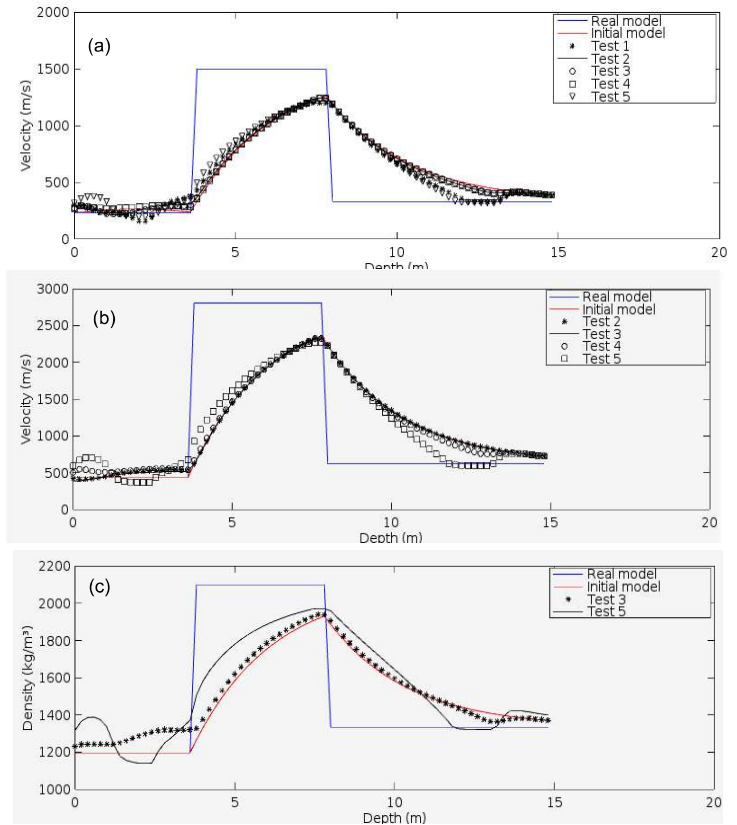 2000
1500
1000
500
0
Velocity (m/s)
(a)
Real model
Initial model
Test 1
Test 2
Test 3
Test 4
Test 5
0 5 10 15 20
Depth (m)
3000
2500
2000
1500
1000
500
0
Velocity (m/s)
(b)
Real model
Initial model
Test 2
Test 3
Test 4
Test 5
0 5 10 15 20
Depth (m)
2200
2000
1800
1600
1400
1200
1000
Density (kg/m³)
(c)
Real model
Initial model
Test 3
Test 5
0 5 10 15 20
Depth (m)